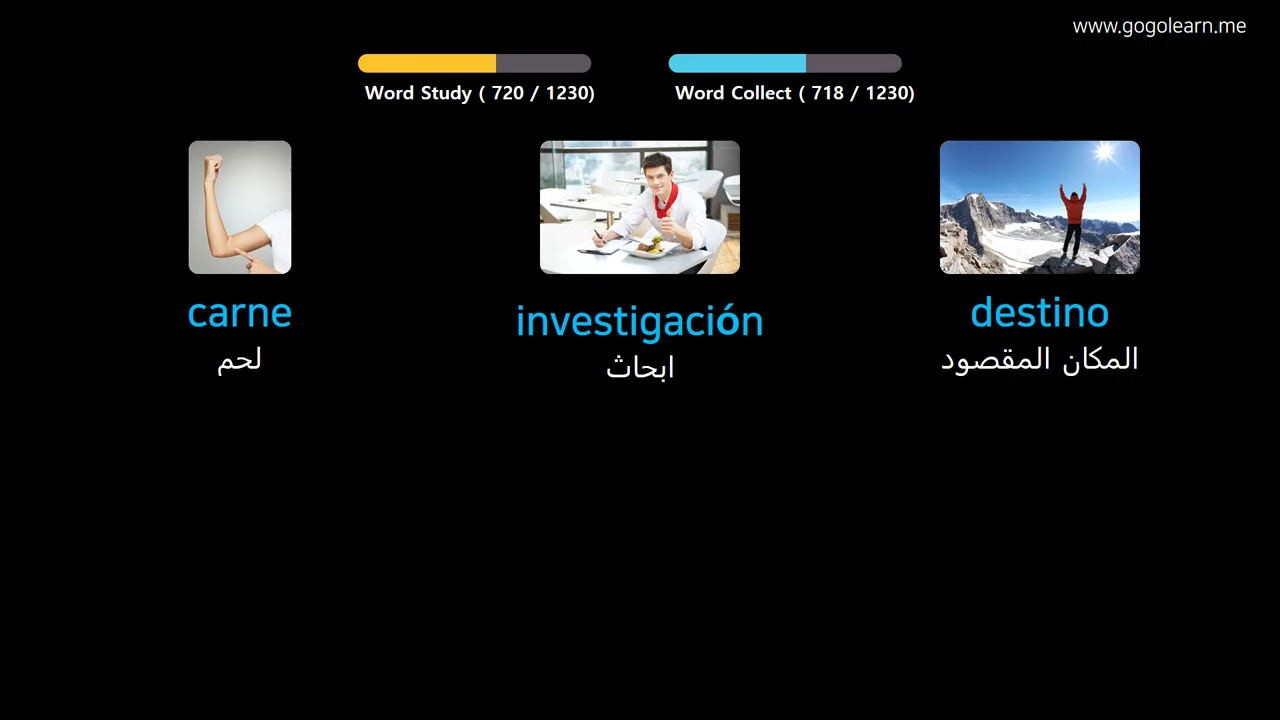 www.gogolearn.me
Word Study ( 720 / 1230)
Word Collect ( 718 / 1230)
carne
لحم
investigación
ابحاث
destino
المكان المقصود